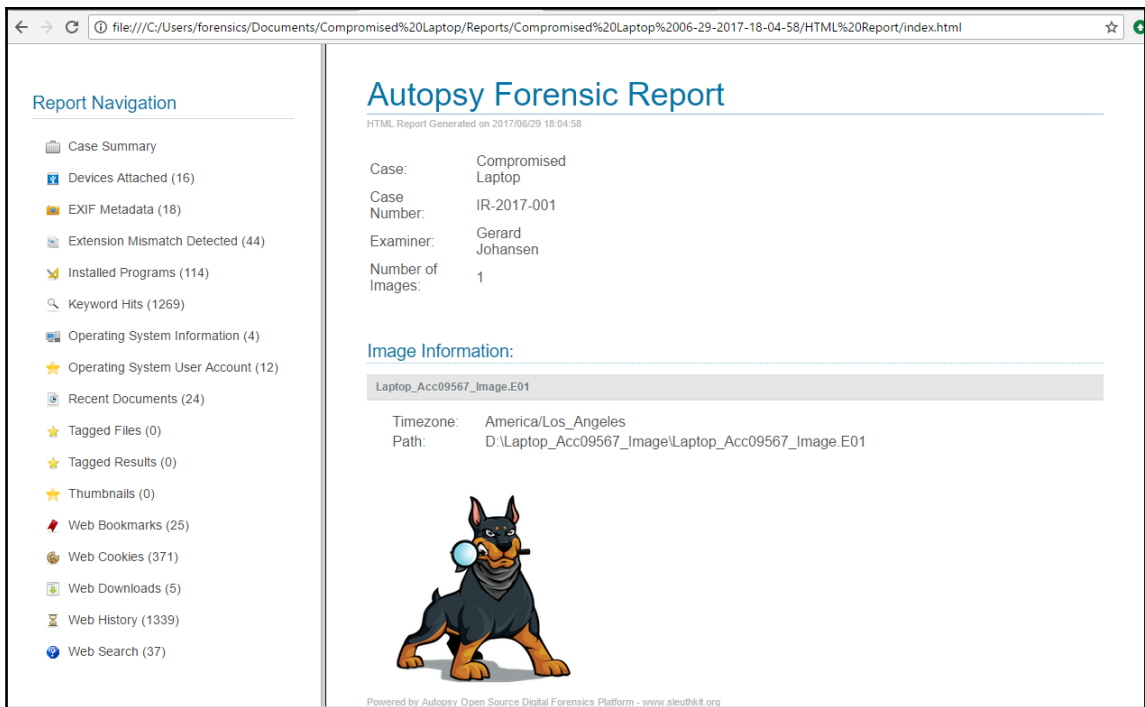 file:///C:/Users/forensics/Documents/Compromised%20Laptop/Reports/Compromised%20Laptop%2006-29-2017-18-04-58/HTML%20Report/index.html
Report Navigation
Case Summary
Devices Attached (16)
EXIF Metadata (18)
Extension Mismatch Detected (44)
Installed Programs (114)
Keyword Hits (1269)
Operating System Information (4)
Operating System User Account (12)
Recent Documents (24)
Tagged Files (0)
Tagged Results (0)
Thumbnails (0)
Web Bookmarks (25)
Web Cookies (371)
Web Downloads (5)
Web History (1339)
Web Search (37)
Autopsy Forensic Report
HTML Report Generated on 2017/06/29 18:04:58
Case: Compromised
Laptop
Case
Number: IR-2017-001
Examiner: Gerard
Johansen
Number of
Images: 1
Image Information:
Laptop_Acc09567_Image.E01
Timezone: America/Los_Angeles
Path: D:\Laptop_Acc09567_Image\Laptop_Acc09567_Image.E01
Powered by Autopsy Open Source Digital Forensics Platform - www.sleuthkit.org